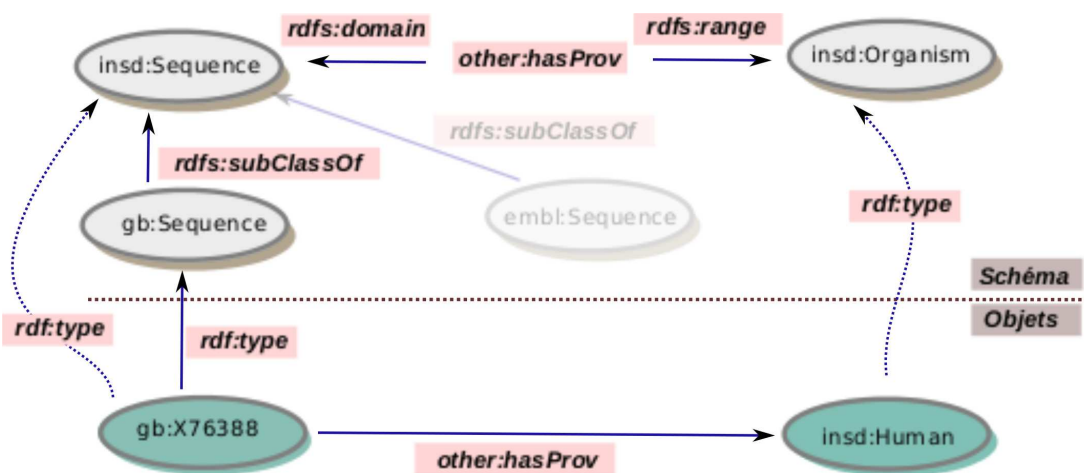 rdfs:domain
rdfs:range
insd:Sequence
other:hasProv
insd:Organism
rdfs:subClassOf
rdfs:subClassOf
rdf:type
gb:Sequence
embl:Sequence
Schéma
Objets
rdf:type
rdf:type
gb:X76388
insd:Human
other:hasProv